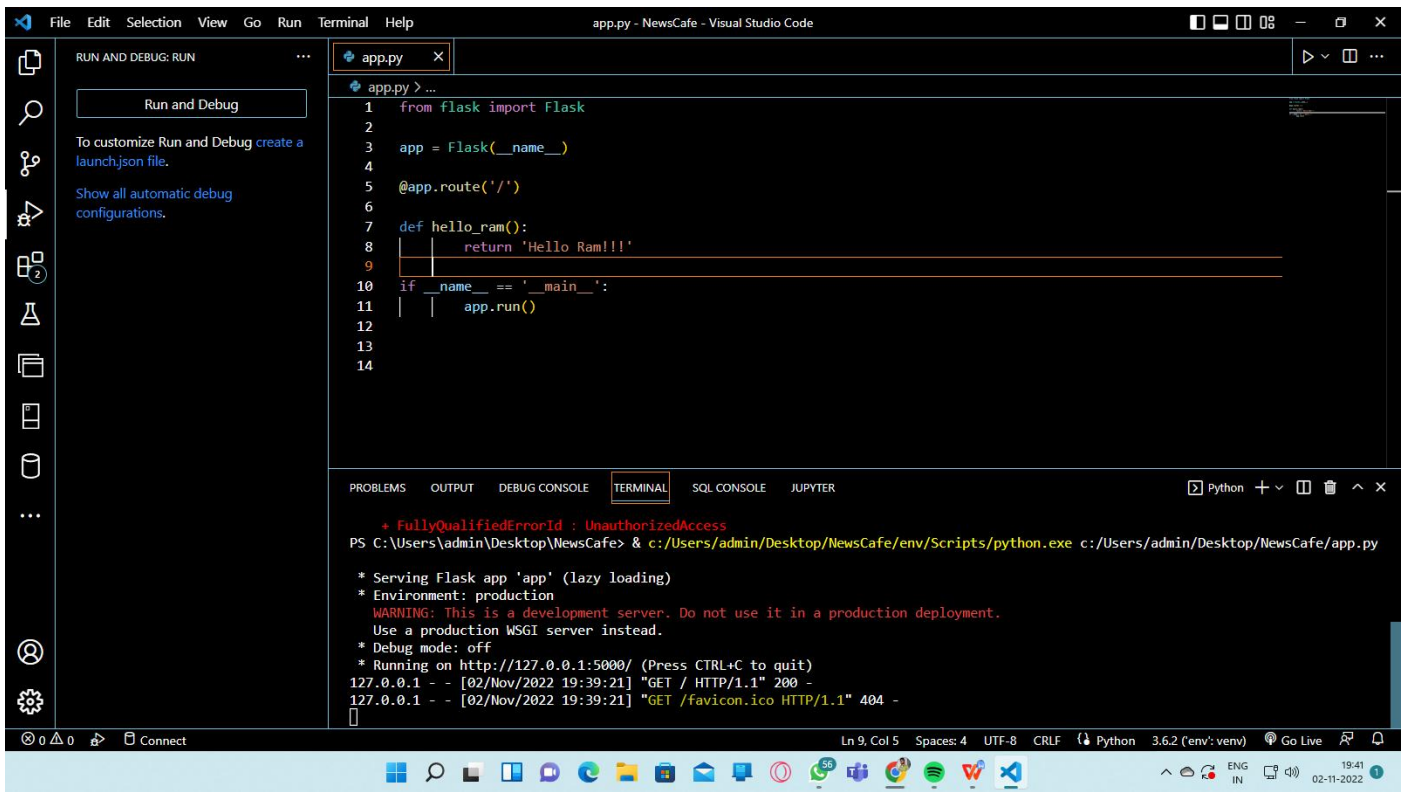 File Edit Selection View Go Run Terminal Help app.py - NewsCafe - Visual Studio Code
RUN AND DEBUG: RUN ...
Run and Debug
To customize Run and Debug create a
launch.json file.
Show all automatic debug
configurations.
2
app.py
app.py > ...
1 from flask import Flask
2
3 app = Flask(__name__)
4
5 @app.route('/')
6
7 def hello_ram():
8 return 'Hello Ram!!!'
9
10 if __name__ == '__main__':
11 app.run()
12
13
14
PROBLEMS OUTPUT DEBUG CONSOLE TERMINAL SQL CONSOLE JUPYTER Python
+ FullyQualifiedErrorId : UnauthorizedAccess
PS C:\Users\admin\Desktop\NewsCafe> & c:/Users/admin/Desktop/NewsCafe/env/Scripts/python.exe c:/Users/admin/Desktop/NewsCafe/app.py
* Serving Flask app 'app' (lazy loading)
* Environment: production
WARNING: This is a development server. Do not use it in a production deployment.
Use a production WSGI server instead.
* Debug mode: off
* Running on http://127.0.0.1:5000/ (Press CTRL+C to quit)
127.0.0.1 - - [02/Nov/2022 19:39:21] "GET / HTTP/1.1" 200 -
127.0.0.1 - - [02/Nov/2022 19:39:21] "GET /favicon.ico HTTP/1.1" 404 -
0 0 Connect Ln 9, Col 5 Spaces: 4 UTF-8 CRLF Python 3.6.2 ('env': venv) Go Live
56
ENG 19:41
IN 02-11-2022 1